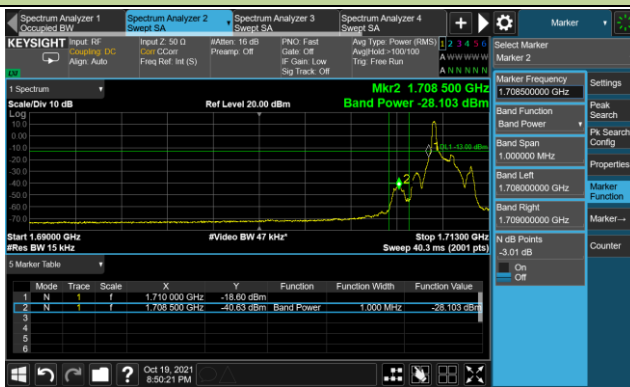 Spectrum Analyzer 1
Occupied BW
Spectrum Analyzer 2
Swept SA
Spectrum Analyzer 3
Swept SA
Spectrum Analyzer 4
Swept SA
Marker
KEYSIGHT
Input: RF
Coupling: DC
Align: Auto
Input Z: 50 Ω
Corr CCorr
Freq Ref: Int (S)
#Atten: 16 dB
Preamp: Off
PNO: Fast
Gate: Off
IF Gain: Low
Sig Track: Off
Avg Type: Power (RMS)
Avg|Hold:>100/100
Trig: Free Run
1 2 3 4 5 6
A W W W W W
A N N N N N
Select Marker
Marker 2
1 Spectrum
Scale/Div 10 dB
Ref Level 20.00 dBm
Mkr2 1.708 500 GHz
Band Power -28.103 dBm
Log
10.0
0.00
-10.0
-20.0
-30.0
-40.0
-50.0
-60.0
-70.0
1
DL1 -13.00 dBm
2
Start 1.69000 GHz
#Res BW 15 kHz
#Video BW 47 kHz*
Stop 1.71300 GHz
Sweep 40.3 ms (2001 pts)
5 Marker Table
Mode Trace Scale X Y Function Function Width Function Value
1 N 1 f 1.710 000 GHz -18.60 dBm
2 N 1 f 1.708 500 GHz -40.63 dBm Band Power 1.000 MHz -28.103 dBm
3
4
5
6
Marker Frequency
1.708500000 GHz
Band Function
Band Power
Band Span
1.000000 MHz
Band Left
1.708000000 GHz
Band Right
1.709000000 GHz
N dB Points
-3.01 dB
On
Off
Settings
Peak
Search
Pk Search
Config
Properties
Marker
Function
Marker→
Counter
?
Oct 19, 2021
8:50:21 PM